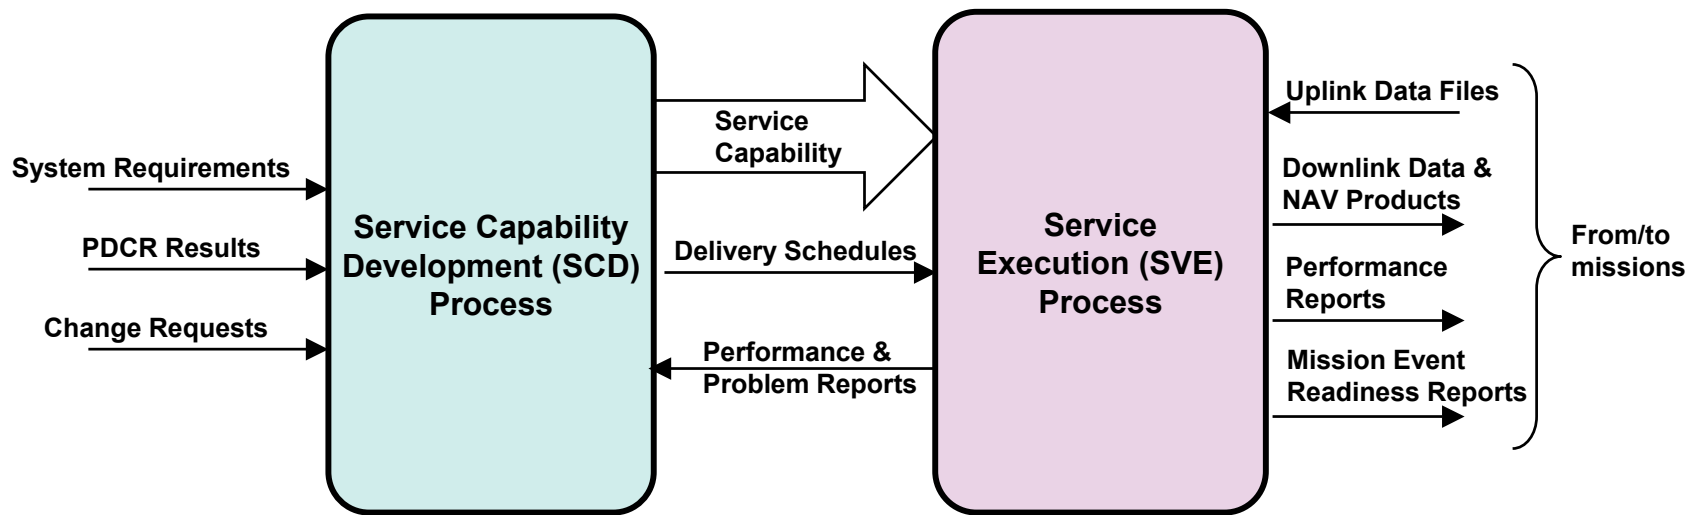 System Requirements
PDCR Results
Change Requests
Service Capability
Development (SCD)
Process
Service
Capability
Delivery Schedules
Performance &
Problem Reports
Service
Execution (SVE)
Process
Uplink Data Files
Downlink Data &
NAV Products
Performance
Reports
Mission Event
Readiness Reports
From/to
missions